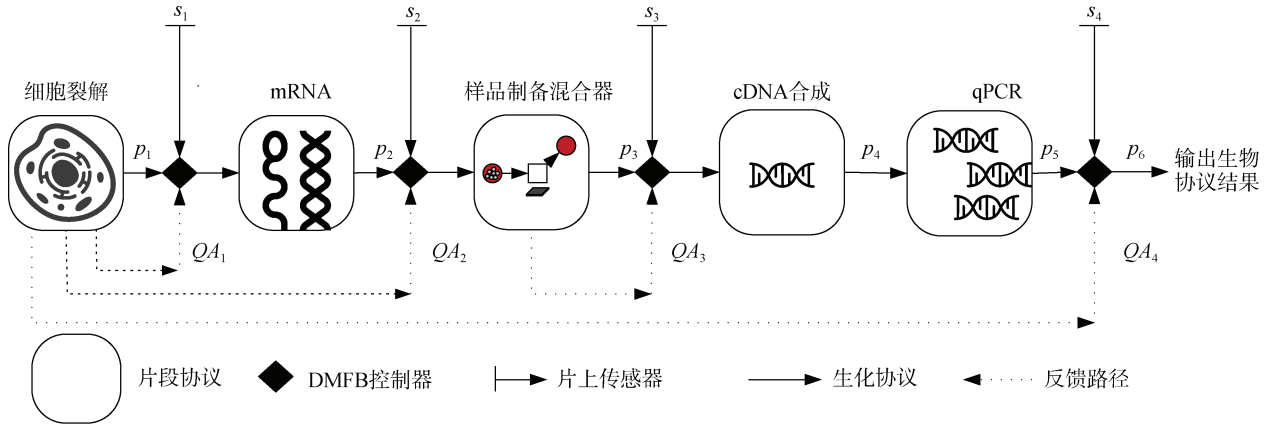 s₁
s₂
s₃
s₄
细胞裂解
mRNA
样品制备混合器
cDNA合成
qPCR
p₁
p₂
p₃
p₄
p₅
p₆
输出生物
协议结果
QA₁
QA₂
QA₃
QA₄
片段协议
DMFB控制器
片上传感器
生化协议
反馈路径